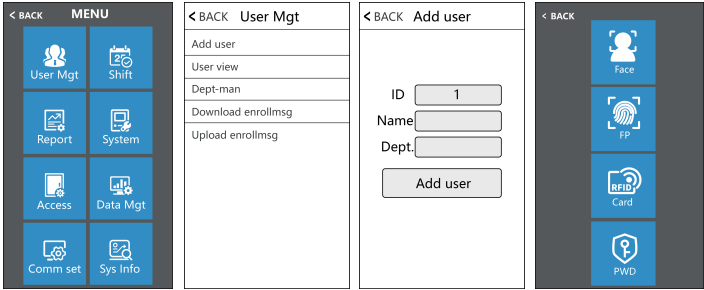 < BACK MENU
User Mgt Shift
Report System
Access Data Mgt
Comm set Sys Info
< BACK User Mgt
Add user
User view
Dept-man
Download enrollmsg
Upload enrollmsg
< BACK Add user
ID 1
Name
Dept.
Add user
< BACK
Face
FP
RFID
Card
PWD